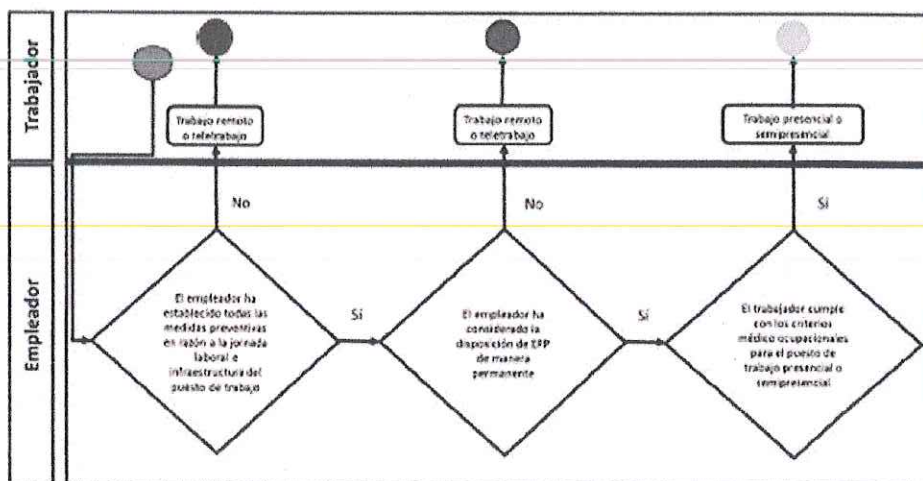 Trabajador
Trabajo remoto
o teletrabajo
Trabajo remoto
o teletrabajo
Trabajo presencial o
semipresencial
No
No
Sí
Empleador
El empleador ha
establecido todas las
medidas preventivas
en razón a la jornada
laboral e
infraestructura del
puesto de trabajo
Sí
El empleador ha
considerado la
disposición de EPP
de manera
permanente
Sí
El trabajador cumple
con los criterios
médico ocupacionales
para el puesto de
trabajo presencial o
semipresencial